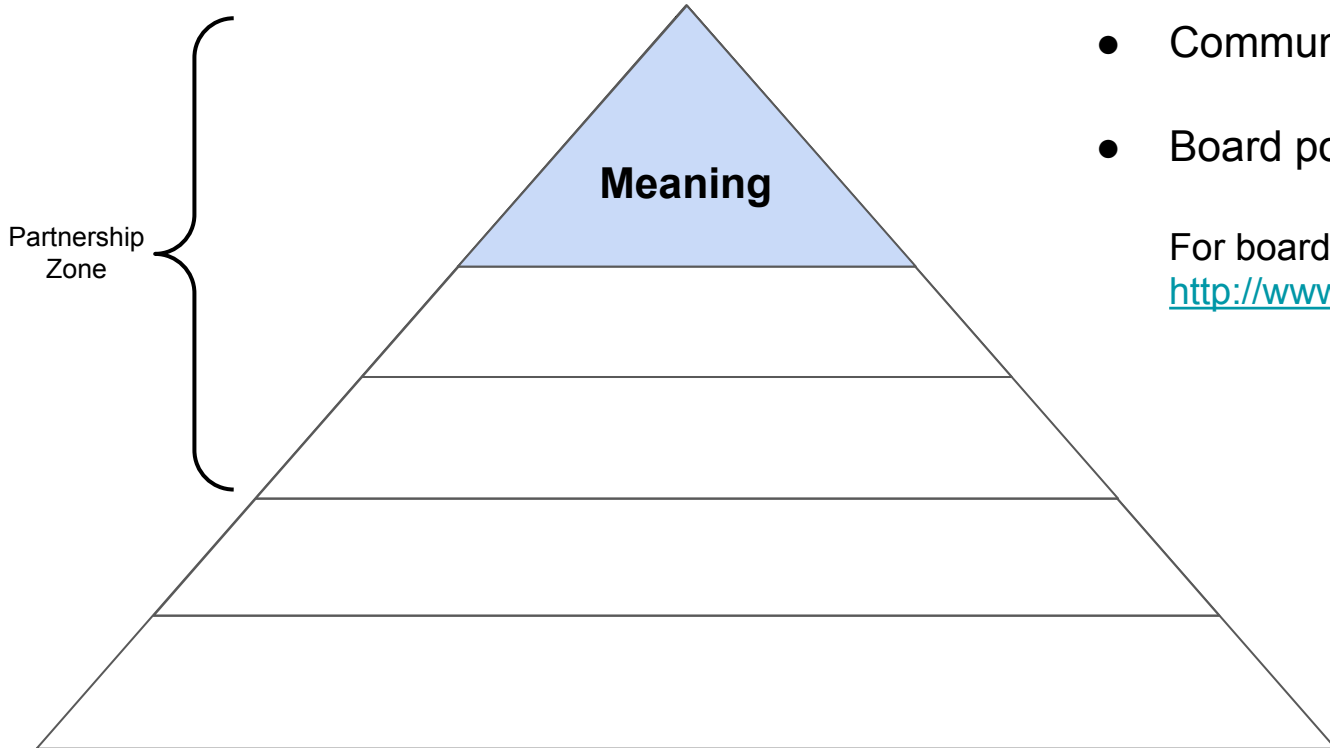 Partnership
Zone
Meaning
● Commun
● Board po
For board
http://www